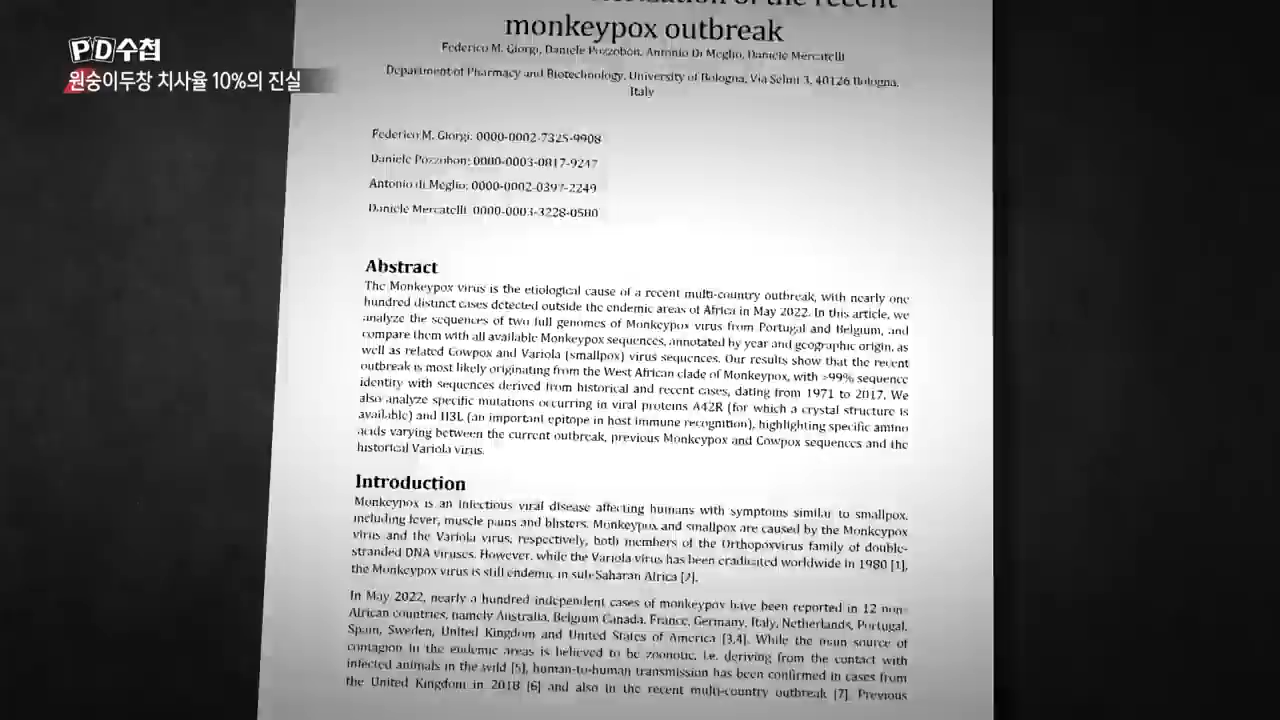 PD수첩
원숭이두창 치사율 10%의 진실
of the recent
monkeypox outbreak
Federico M. Giorgi, Daniele Pozzobon, Antonio Di Meglio, Daniele Mercatelli
Department of Pharmacy and Biotechnology, University of Bologna, Via Selmi 3, 40126 Bologna,
Italy
Federico M. Giorgi: 0000-0002-7325-9908
Daniele Pozzobon: 0000-0003-0817-9247
Antonio di Meglio: 0000-0002-0397-2249
Daniele Mercatelli: 0000-0003-3228-0580
Abstract
The Monkeypox virus is the etiological cause of a recent multi-country outbreak, with nearly one
hundred distinct cases detected outside the endemic areas of Africa in May 2022. In this article, we
analyze the sequences of two full genomes of Monkeypox virus from Portugal and Belgium, and
compare them with all available Monkeypox sequences, annotated by year and geographic origin, as
well as related Cowpox and Variola (smallpox) virus sequences. Our results show that the recent
outbreak is most likely originating from the West African clade of Monkeypox, with >99% sequence
identity with sequences derived from historical and recent cases, dating from 1971 to 2017. We
also analyze specific mutations occurring in viral proteins A42R (for which a crystal structure is
available) and H3L (an important epitope in host immune recognition), highlighting specific amino
acids varying between the current outbreak, previous Monkeypox and Cowpox sequences and the
historical Variola virus.
Introduction
Monkeypox is an infectious viral disease affecting humans with symptoms similar to smallpox,
including fever, muscle pains and blisters. Monkeypox and smallpox are caused by the Monkeypox
virus and the Variola virus, respectively, both members of the Orthopoxvirus family of double-
stranded DNA viruses. However, while the Variola virus has been eradicated worldwide in 1980 [1],
the Monkeypox virus is still endemic in sub-Saharan Africa [2].
In May 2022, nearly a hundred independent cases of monkeypox have been reported in 12 non-
African countries, namely Australia, Belgium Canada, France, Germany, Italy, Netherlands, Portugal,
Spain, Sweden, United Kingdom and United States of America [3,4]. While the main source of
contagion in the endemic areas is believed to be zoonotic, i.e. deriving from the contact with
infected animals in the wild [5], human-to-human transmission has been confirmed in cases from
the United Kingdom in 2018 [6] and also in the recent multi-country outbreak [7]. Previous